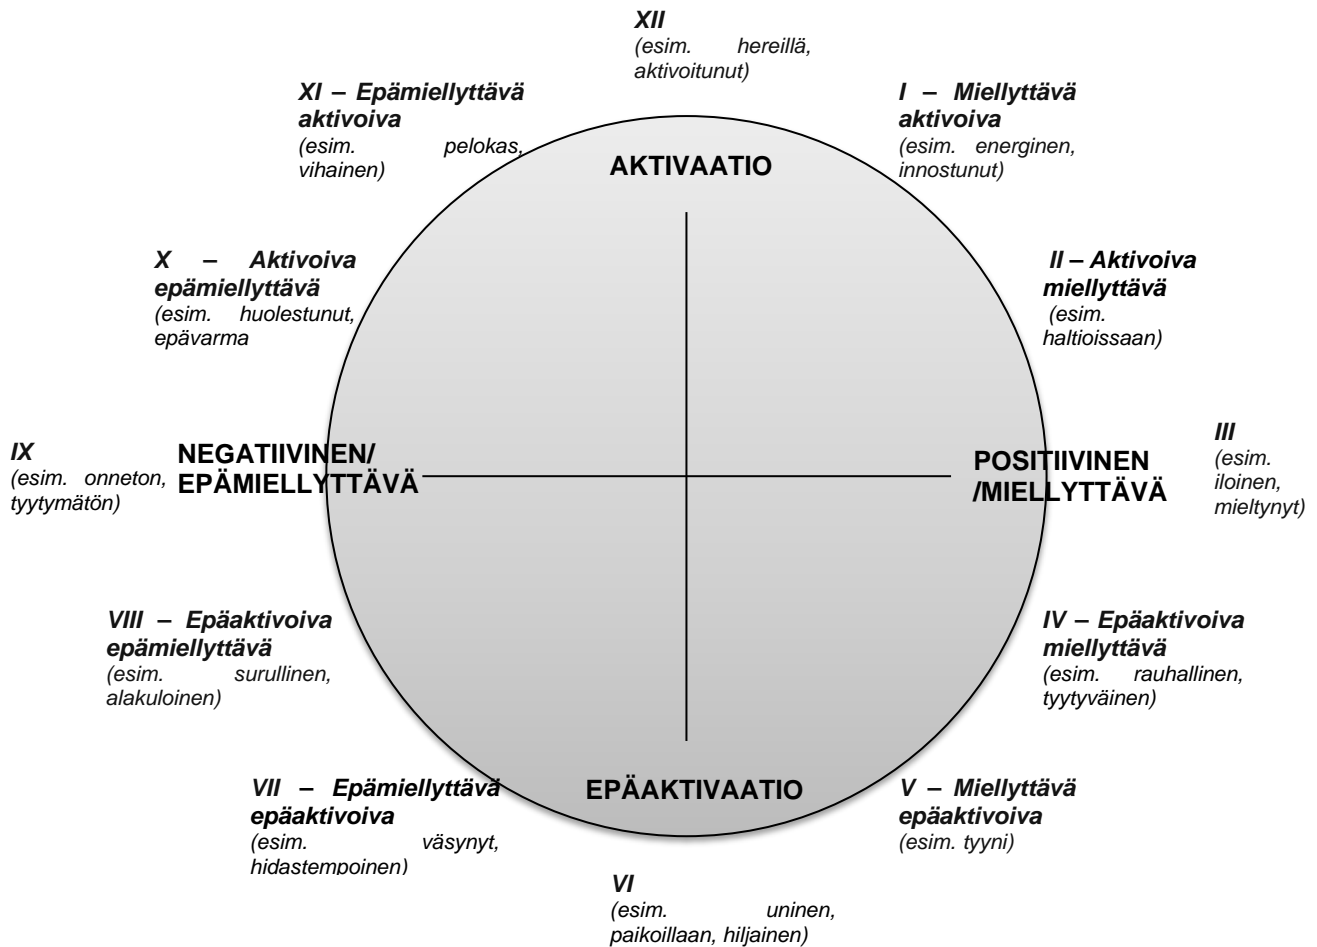 XII
(esim. hereillä,
aktivoitunut)
XI – Epämiellyttävä
aktivoiva
(esim. pelokas,
vihainen)
I – Miellyttävä
aktivoiva
(esim. energinen,
innostunut)
AKTIVAATIO
X – Aktivoiva
epämiellyttävä
(esim. huolestunut,
epävarma
II – Aktivoiva
miellyttävä
(esim.
haltioissaan)
IX
(esim. onneton,
tyytymätön)
NEGATIIVINEN/
EPÄMIELLYTTÄVÄ
POSITIIVINEN
/MIELLYTTÄVÄ
III
(esim.
iloinen,
mieltynyt)
VIII – Epäaktivoiva
epämiellyttävä
(esim. surullinen,
alakuloinen)
IV – Epäaktivoiva
miellyttävä
(esim. rauhallinen,
tyytyväinen)
VII – Epämiellyttävä
epäaktivoiva
(esim. väsynyt,
hidastempoinen)
EPÄAKTIVAATIO
V – Miellyttävä
epäaktivoiva
(esim. tyyni)
VI
(esim. uninen,
paikoillaan, hiljainen)